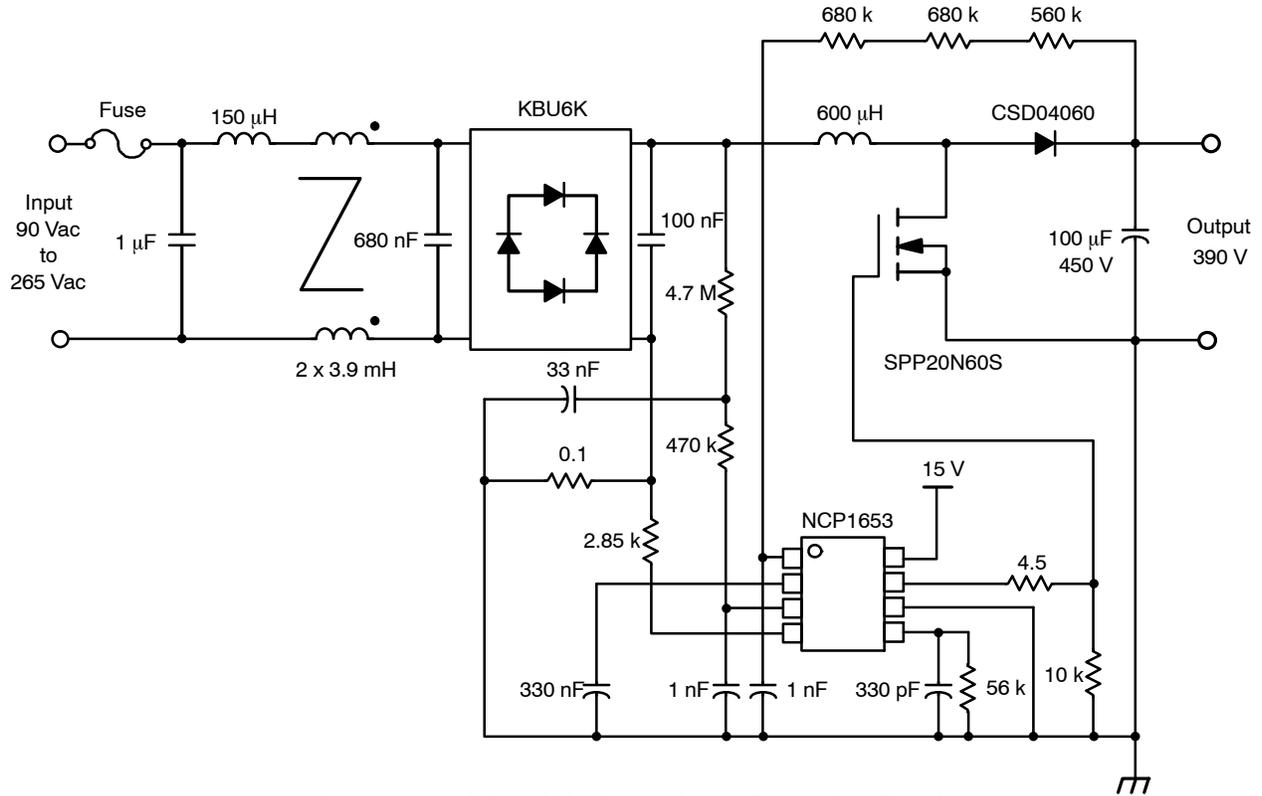 680 k
680 k
560 k
Fuse
150 μH
KBU6K
600 μH
CSD04060
Input
90 Vac
to
265 Vac
1 μF
680 nF
100 nF
4.7 M
100 μF
450 V
Output
390 V
2 x 3.9 mH
33 nF
SPP20N60S
470 k
0.1
15 V
2.85 k
NCP1653
4.5
330 nF
1 nF
1 nF
330 pF
56 k
10 k